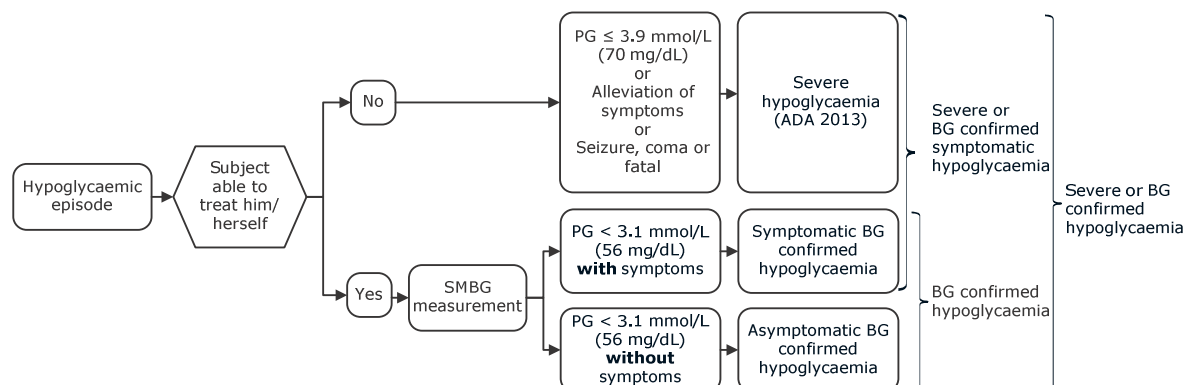 Hypoglycaemic
episode
Subject
able to
treat him/
herself
No
Yes
SMBG
measurement
PG ≤ 3.9 mmol/L
(70 mg/dL)
or
Alleviation of
symptoms
or
Seizure, coma or
fatal
Severe
hypoglycaemia
(ADA 2013)
PG < 3.1 mmol/L
(56 mg/dL)
with symptoms
Symptomatic BG
confirmed
hypoglycaemia
PG < 3.1 mmol/L
(56 mg/dL)
without
symptoms
Asymptomatic BG
confirmed
hypoglycaemia
Severe or
BG confirmed
symptomatic
hypoglycaemia
BG confirmed
hypoglycaemia
Severe or BG
confirmed
hypoglycaemia